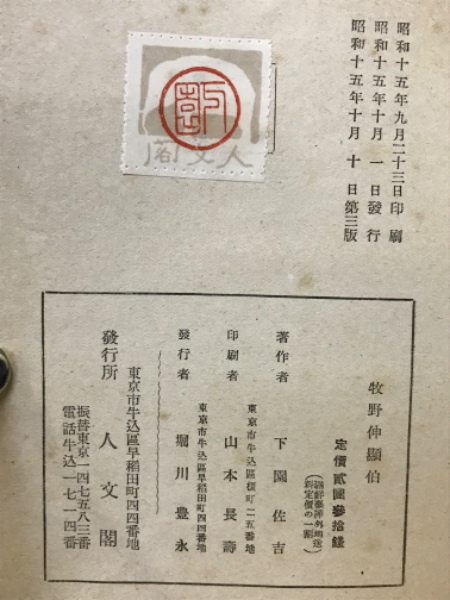 昭和十五年九月二十三日印刷
昭和十五年十月一日發行
昭和十五年十月十日第三版
人文閣
牧野伸顯伯
定價貳圓參拾錢
著作者 下園佐吉
東京市牛込區横町二五番地
印刷者 山本長壽
東京市牛込區早稲田町四四番地
發行者 堀川豊永
東京市牛込區早稲田町四四番地
發行所 人文閣
振替東京一四七五八三番
電話牛込一七一四番